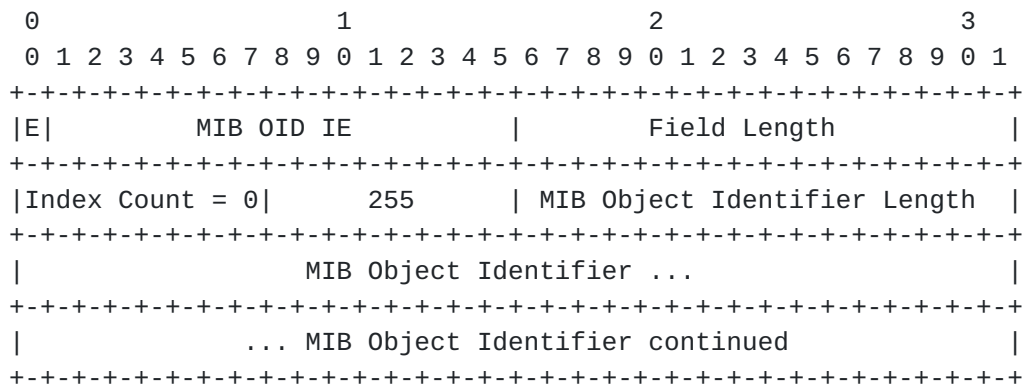 0                   1                   2                   3
 0 1 2 3 4 5 6 7 8 9 0 1 2 3 4 5 6 7 8 9 0 1 2 3 4 5 6 7 8 9 0 1
+-+-+-+-+-+-+-+-+-+-+-+-+-+-+-+-+-+-+-+-+-+-+-+-+-+-+-+-+-+-+-+-+
|E|         MIB OID IE          |        Field Length           |
+-+-+-+-+-+-+-+-+-+-+-+-+-+-+-+-+-+-+-+-+-+-+-+-+-+-+-+-+-+-+-+-+
|Index Count = 0|      255      | MIB Object Identifier Length  |
+-+-+-+-+-+-+-+-+-+-+-+-+-+-+-+-+-+-+-+-+-+-+-+-+-+-+-+-+-+-+-+-+
|                  MIB Object Identifier ...                    |
+-+-+-+-+-+-+-+-+-+-+-+-+-+-+-+-+-+-+-+-+-+-+-+-+-+-+-+-+-+-+-+-+
|              ... MIB Object Identifier continued              |
+-+-+-+-+-+-+-+-+-+-+-+-+-+-+-+-+-+-+-+-+-+-+-+-+-+-+-+-+-+-+-+-+